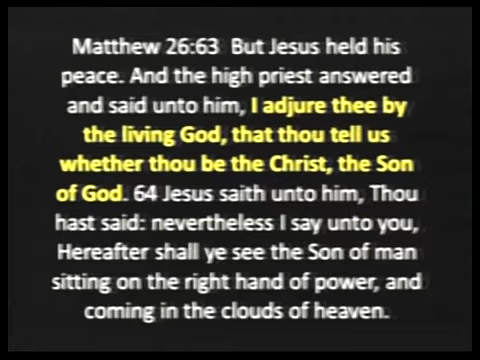 Matthew 26:63 But Jesus held his
peace. And the high priest answered
and said unto him, I adjure thee by
the living God, that thou tell us
whether thou be the Christ, the Son
of God. 64 Jesus saith unto him, Thou
hast said: nevertheless I say unto you,
Hereafter shall ye see the Son of man
sitting on the right hand of power, and
coming in the clouds of heaven.